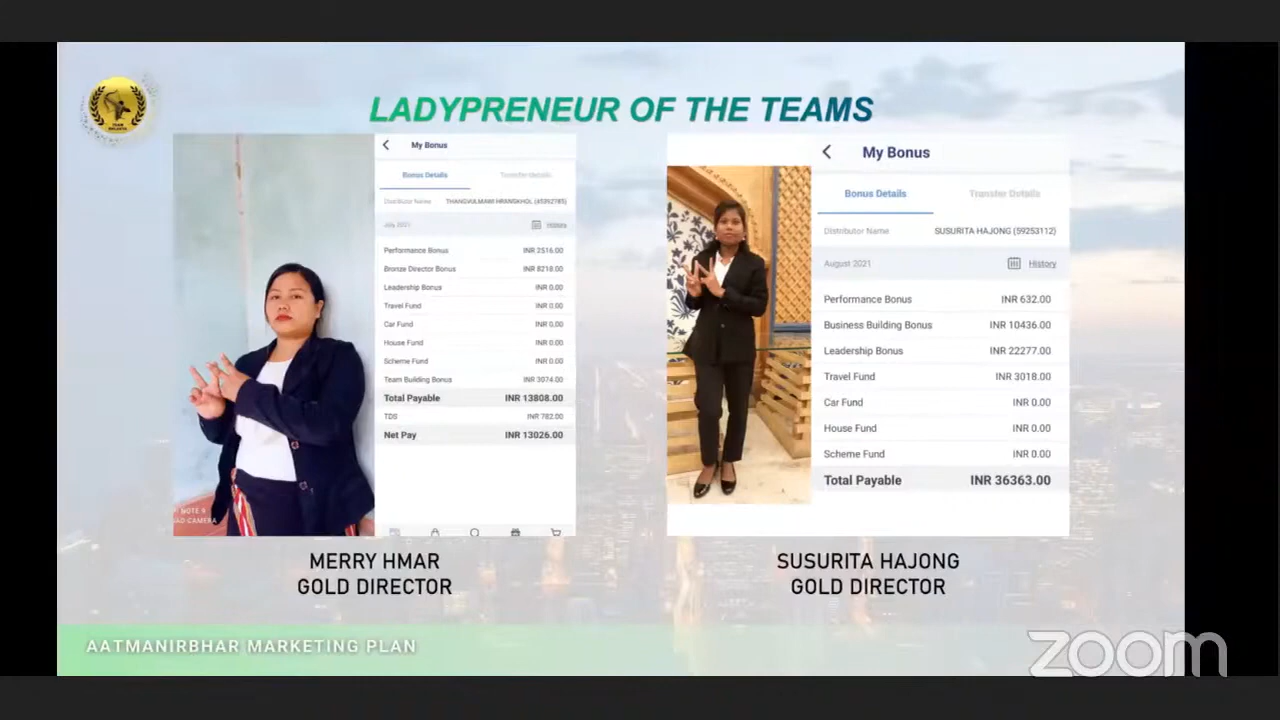 LADYPRENEUR OF THE TEAMS
My Bonus
Bonus Details Transfer Details
Distributor Name (45392785)
July 2021 History
Performance Bonus INR 2516.00
Bronze Director Bonus INR 8218.00
Leadership Bonus INR 0.00
Travel Fund INR 0.00
Car Fund INR 0.00
House Fund INR 0.00
Scheme Fund INR 0.00
Team Building Bonus INR 3074.00
Total Payable INR 13808.00
TDS INR 782.00
Net Pay INR 13026.00
NOTE 9
AD CAMERA
MERRY HMAR
GOLD DIRECTOR
My Bonus
Bonus Details Transfer Details
Distributor Name SUSURITA HAJONG (59253112)
August 2021 History
Performance Bonus INR 632.00
Business Building Bonus INR 10436.00
Leadership Bonus INR 22277.00
Travel Fund INR 3018.00
Car Fund INR 0.00
House Fund INR 0.00
Scheme Fund INR 0.00
Total Payable INR 36363.00
SUSURITA HAJONG
GOLD DIRECTOR
AATMANIRBHAR MARKETING PLAN
zoom